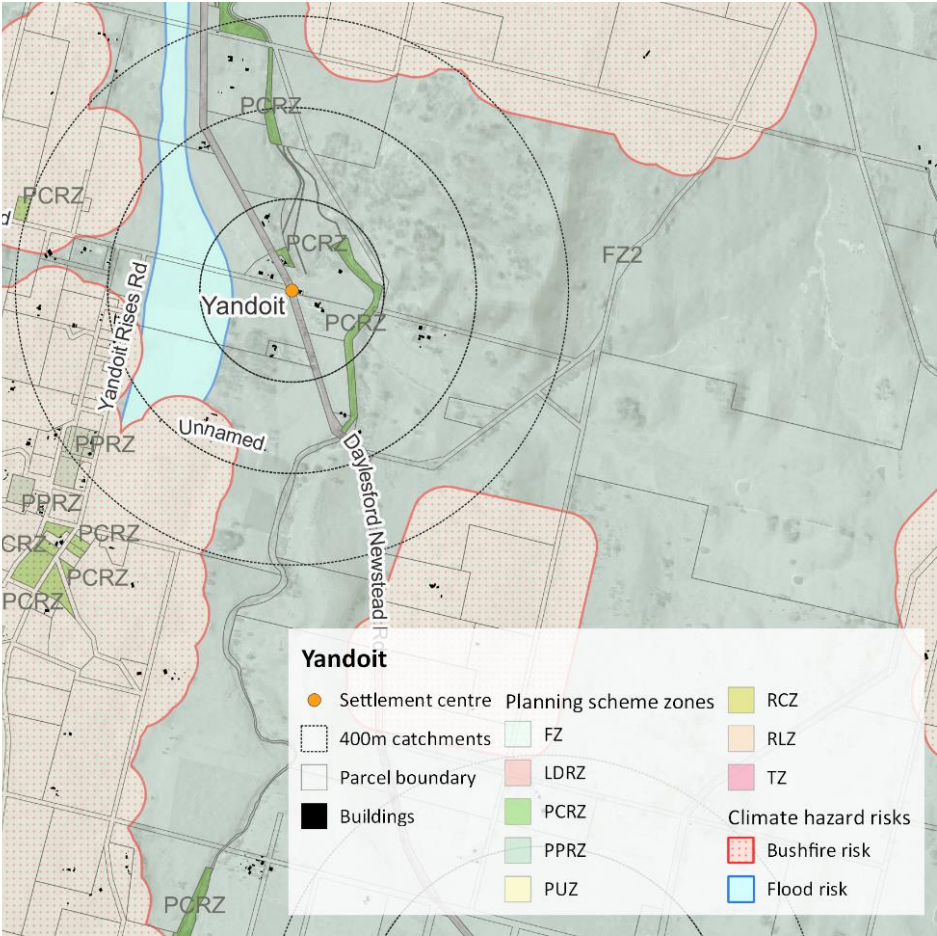 PCRZ
PCRZ
d
PCRZ
FZ2
Yandoit
PCRZ
Yandoit Rises Rd
Unnamed
PPRZ
Daylesford Newstead R
PPRZ
CRZ
PCRZ
PCRZ
PCRZ
PCRZ
Yandoit
Settlement centre
400m catchments
Parcel boundary
Buildings
Planning scheme zones
FZ
LDRZ
PCRZ
PPRZ
PUZ
RCZ
RLZ
TZ
Climate hazard risks
Bushfire risk
Flood risk